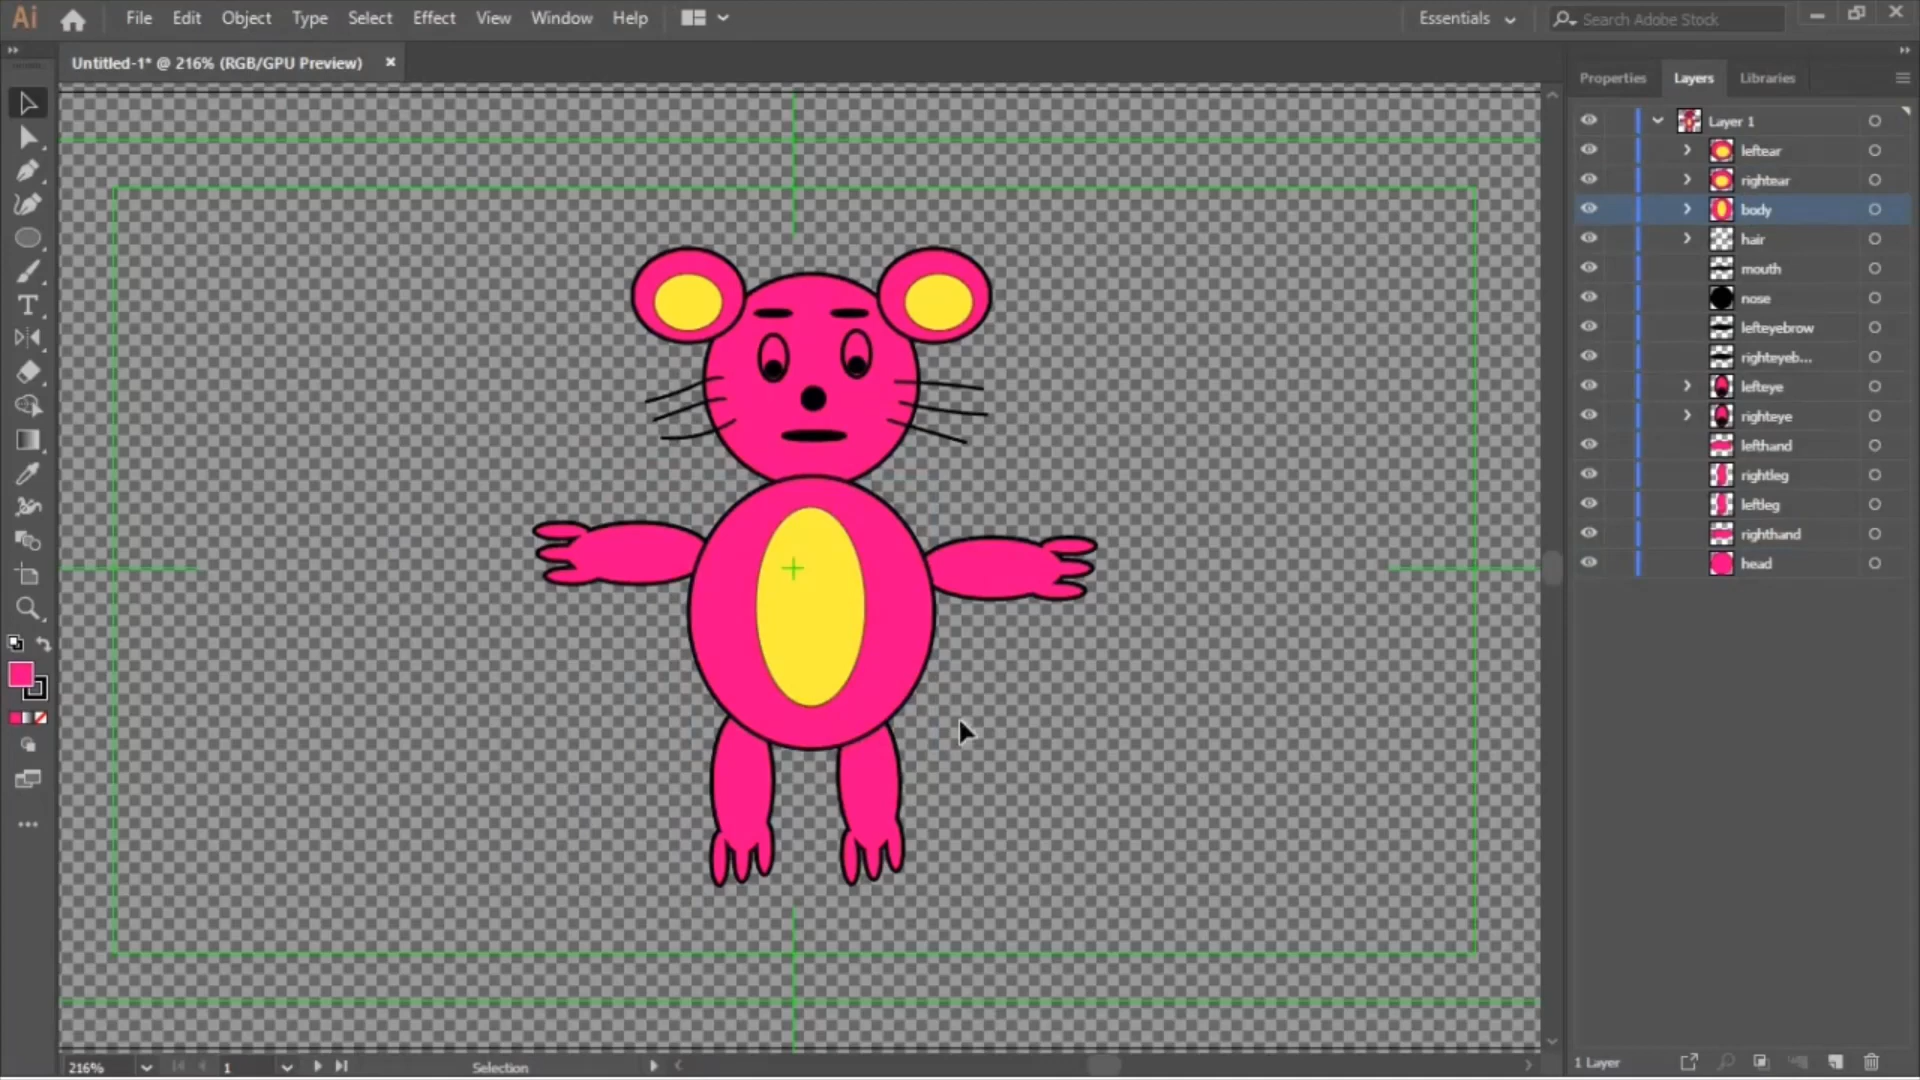 Ai File Edit Object Type Select Effect View Window Help Essentials Search Adobe Stock
Untitled-1* @ 216% (RGB/GPU Preview)
Properties Layers Libraries
Layer 1
leftear
rightear
body
hair
mouth
nose
lefteyebrow
righteyeb...
lefteye
righteye
lefthand
rightleg
leftleg
righthand
head
216% 1 Selection
1 Layer